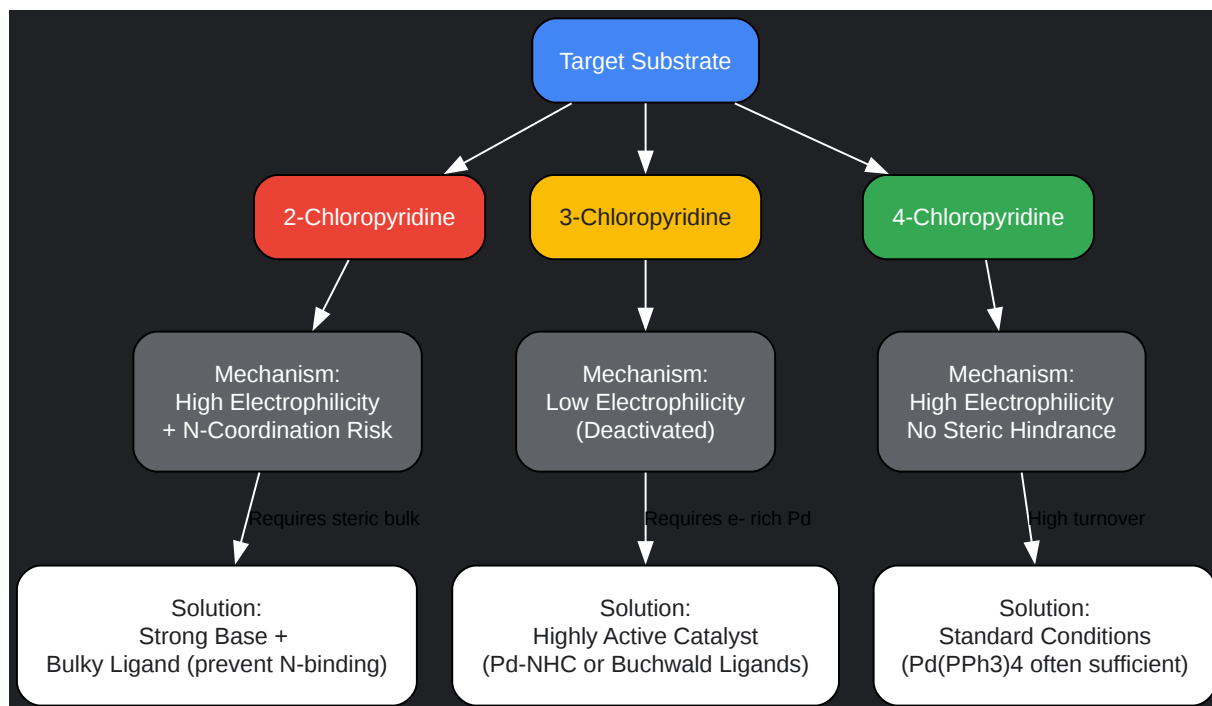 Target Substrate
2-Chloropyridine
3-Chloropyridine
4-Chloropyridine
Mechanism:
High Electrophilicity
+ N-Coordination Risk
Mechanism:
Low Electrophilicity
(Deactivated)
Mechanism:
High Electrophilicity
No Steric Hindrance
Requires steric bulk
Requires e- rich Pd
High turnover
Solution:
Strong Base +
Bulky Ligand (prevent N-binding)
Solution:
Highly Active Catalyst
(Pd-NHC or Buchwald Ligands)
Solution:
Standard Conditions
(Pd(PPh3)4 often sufficient)